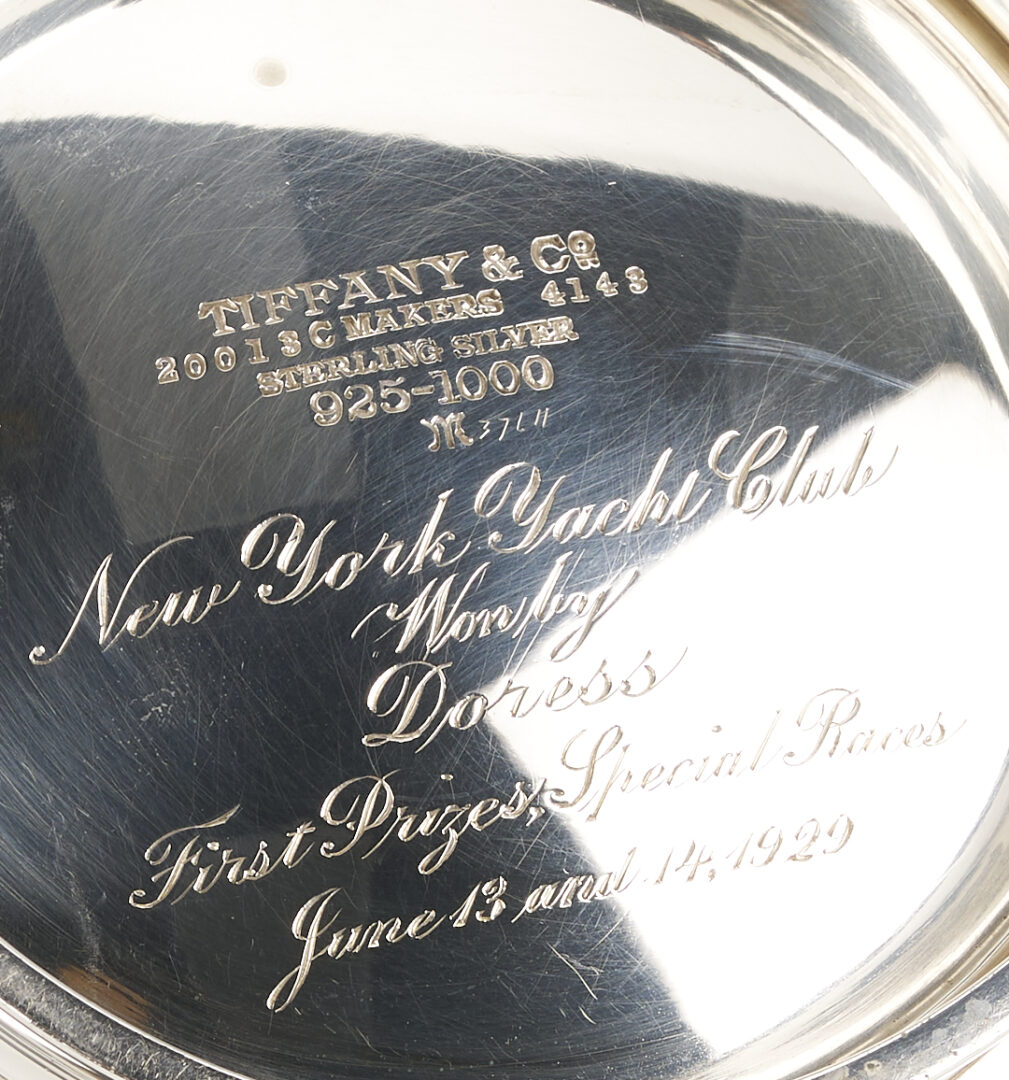 TIFFANY & Co
20013C MAKERS 4143
STERLING SILVER
925-1000
M 37LH
New York Yacht Club
Won by
Doress
First Prizes, Special Races
June 13 and 14, 1929